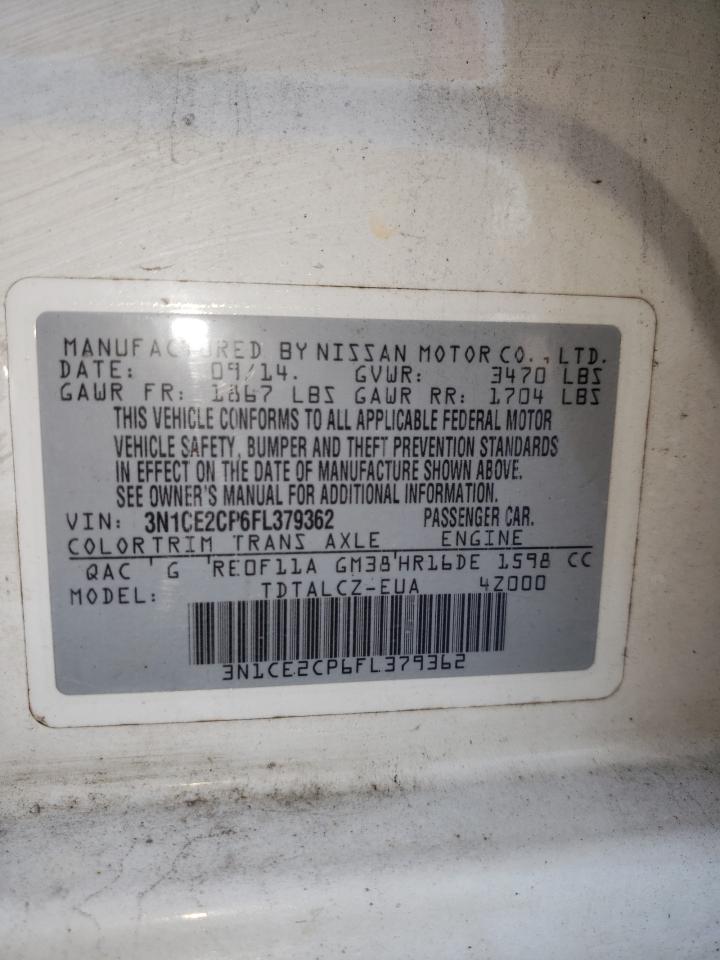 MANUFACTURED BY NISSAN MOTOR CO., LTD.
DATE: 09/14. GVWR: 3470 LBS
GAWR FR: 1867 LBS GAWR RR: 1704 LBS
THIS VEHICLE CONFORMS TO ALL APPLICABLE FEDERAL MOTOR
VEHICLE SAFETY, BUMPER AND THEFT PREVENTION STANDARDS
IN EFFECT ON THE DATE OF MANUFACTURE SHOWN ABOVE.
SEE OWNER'S MANUAL FOR ADDITIONAL INFORMATION.
VIN: 3N1CE2CP6FL379362 PASSENGER CAR.
COLORTRIM TRANS AXLE ENGINE
QAC G RE0F11A GM38 HR16DE 1598 CC
MODEL: TDTALCZ-EUA 4Z000
3N1CE2CP6FL379362